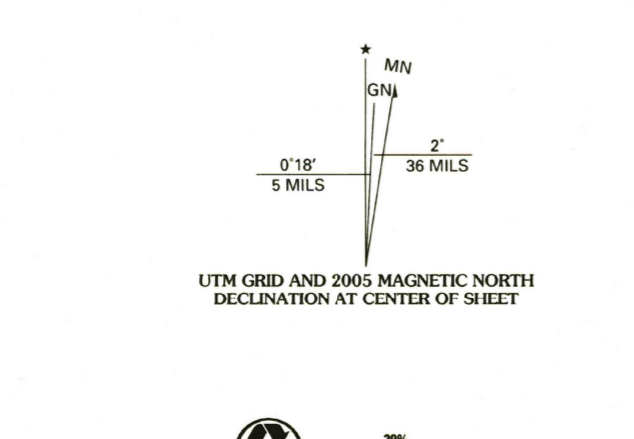 ★
MN
GN
0°18′
5 MILS
2°
36 MILS
UTM GRID AND 2005 MAGNETIC NORTH
DECLINATION AT CENTER OF SHEET